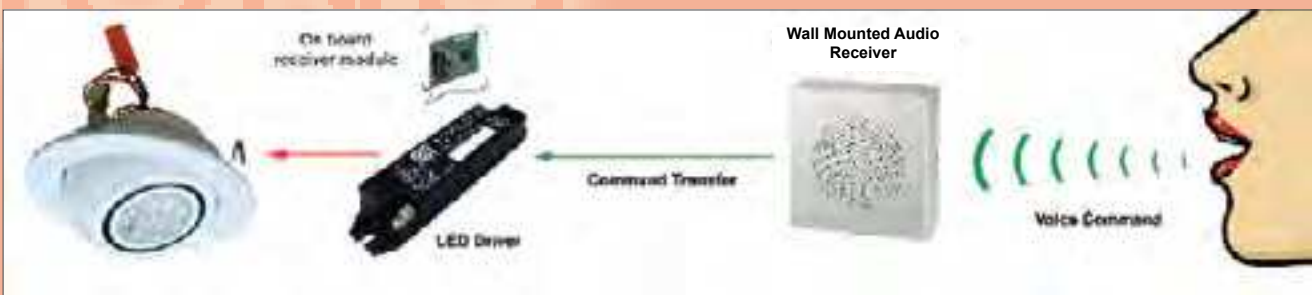 On board
receiver module
Wall Mounted Audio
Receiver
Command Transfer
LED Driver
Voice Command